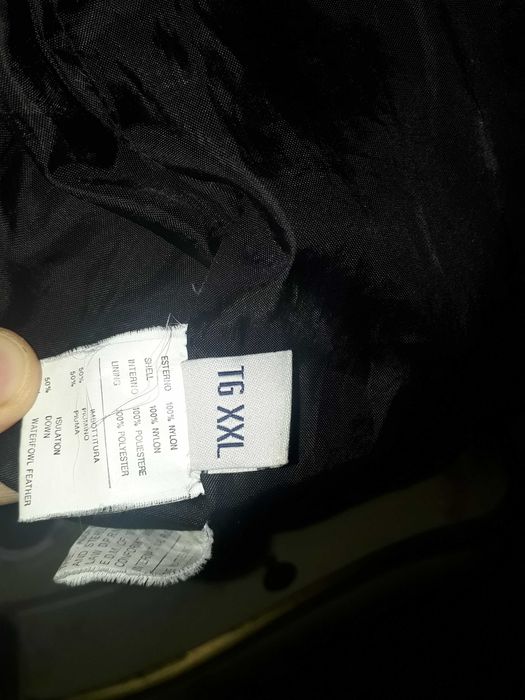 TG XXL
ESTERNO 100% NYLON
SHELL 100% NYLON
INTERNO 100% POLIESTERE
LINING 100% POLYESTER
IMBOTTITURA
50% PIUMINO
50% PIUMA
ISULATION
50% DOWN
WATERFOWL FEATHER